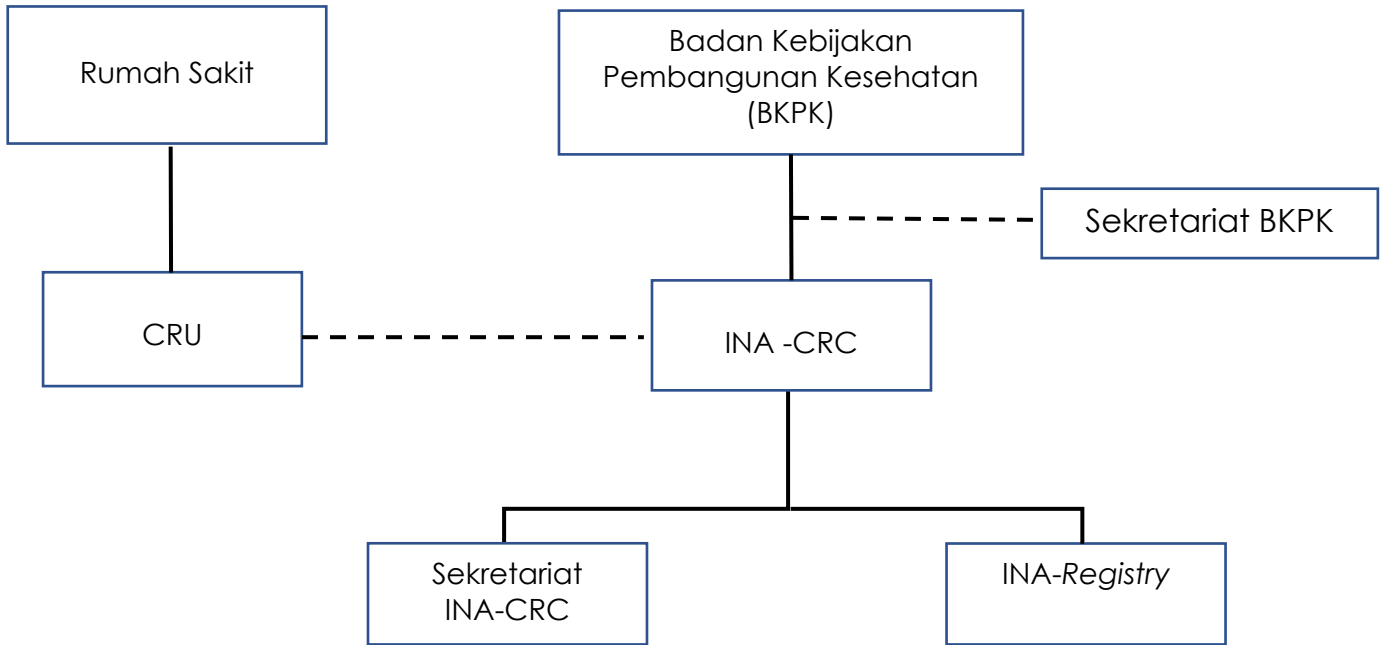 Rumah Sakit
Badan Kebijakan
Pembangunan Kesehatan
(BKPK)
Sekretariat BKPK
CRU
INA -CRC
Sekretariat
INA-CRC
INA-Registry